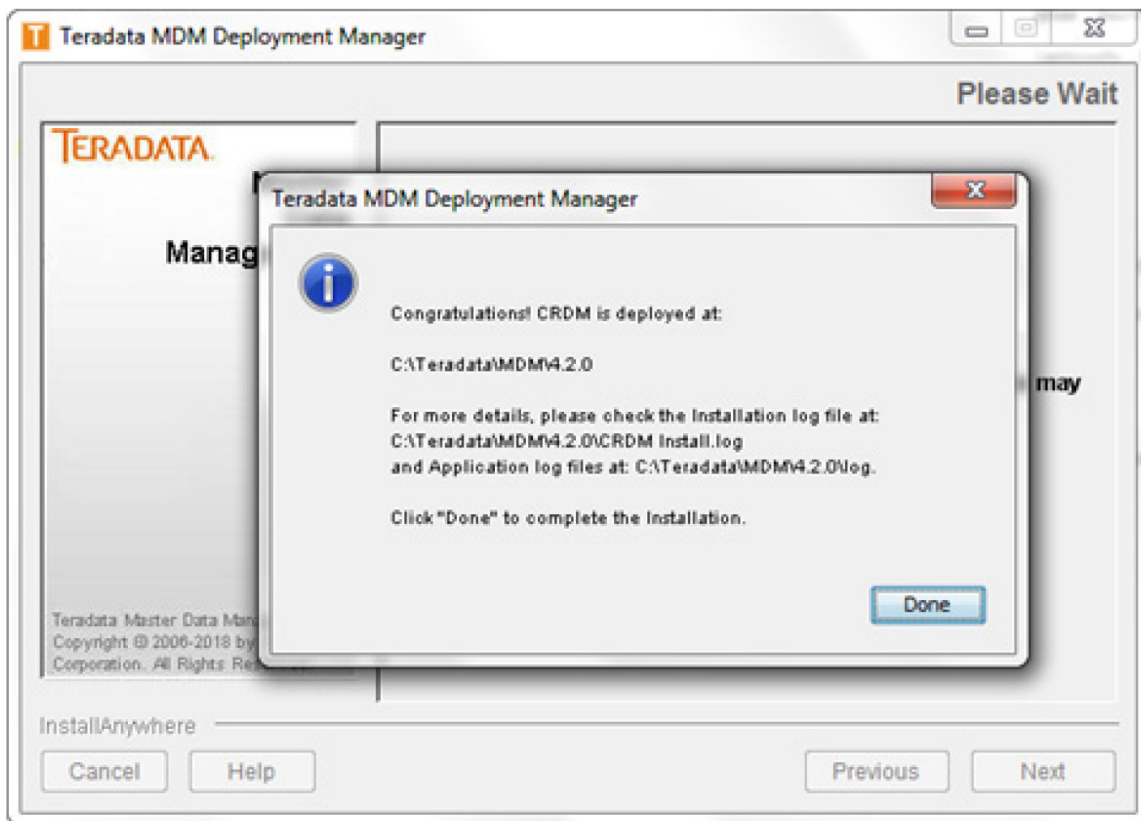 Teradata MDM Deployment Manager
Please Wait
TERADATA.
Manag
may
Teradata MDM Deployment Manager
Congratulations! CRDM is deployed at:
C:\Teradata\MDM\4.2.0
For more details, please check the Installation log file at:
C:\Teradata\MDM\4.2.0\CRDM Install.log
and Application log files at: C:\Teradata\MDM\4.2.0\log.
Click "Done" to complete the Installation.
Done
Teradata Master Data Mana
Copyright © 2006-2018 by
Corporation. All Rights Res
InstallAnywhere
Cancel
Help
Previous
Next